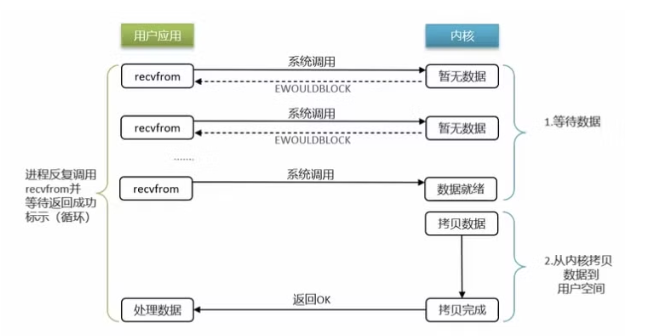 用户应用
内核
recvfrom
系统调用
暂无数据
EWOULDBLOCK
recvfrom
系统调用
暂无数据
EWOULDBLOCK
1.等待数据
.......
进程反复调用
recvfrom并
等待返回成功
标示（循环）
recvfrom
系统调用
数据就绪
拷贝数据
2.从内核拷贝
数据到
用户空间
处理数据
返回OK
拷贝完成